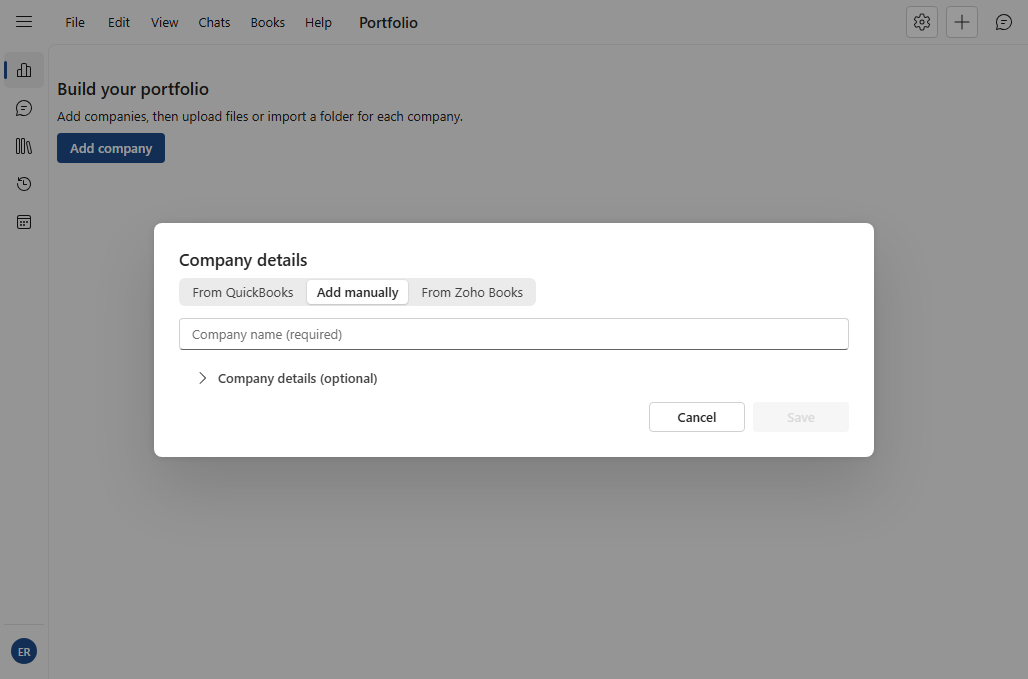 File Edit View Chats Books Help Portfolio
Build your portfolio
Add companies, then upload files or import a folder for each company.
Add company
Company details
From QuickBooks Add manually From Zoho Books
Company name (required)
Company details (optional)
Cancel Save
ER